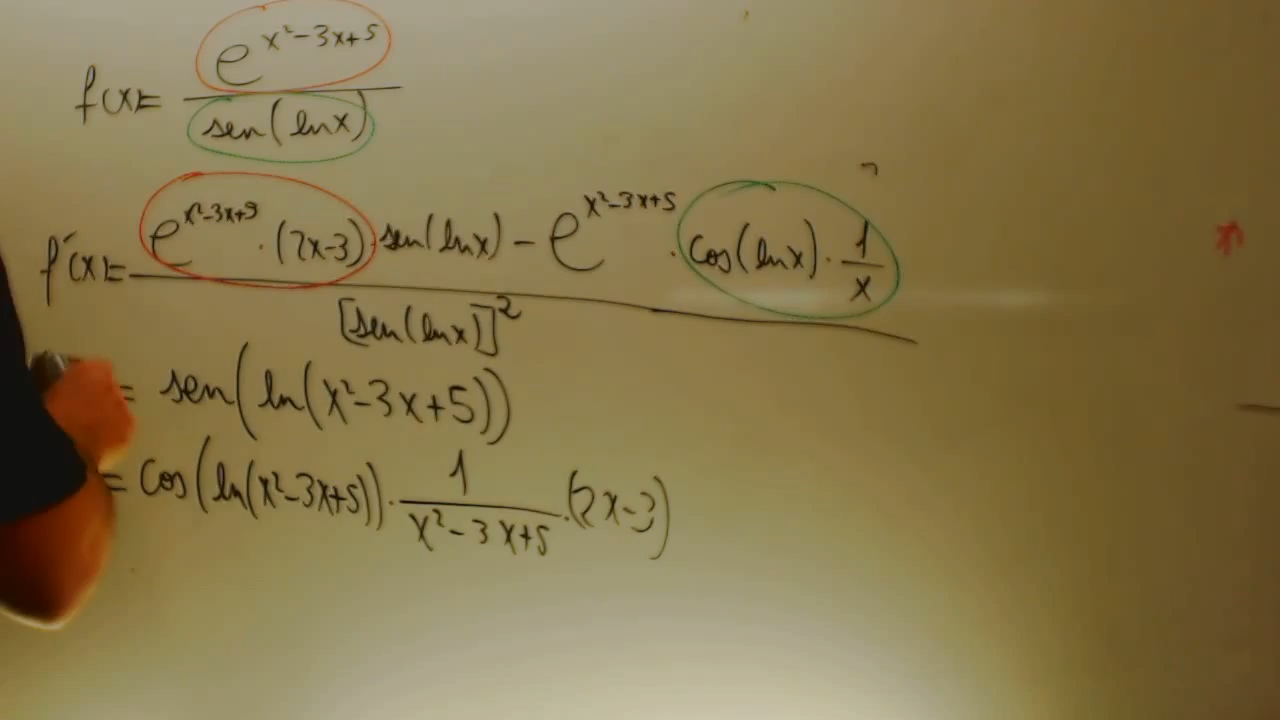 f(x)= e^{x²-3x+5} / sen(lnx)
f'(x)= (e^{x²-3x+5} · (2x-3) · sen(lnx) - e^{x²-3x+5} · cos(lnx) · 1/x) / [sen(lnx)]²
= sen(ln(x²-3x+5))
= cos(ln(x²-3x+5)) · 1/(x²-3x+5) · (2x-3)